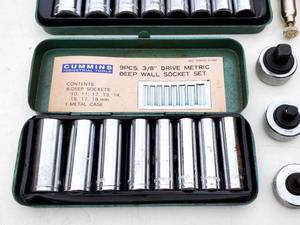 CUMMINS
INDUSTRIAL TOOLS
9PCS. 3/8" DRIVE METRIC
DEEP WALL SOCKET SET
CONTENTS:
8-DEEP SOCKETS
10, 11, 12, 13, 14,
15, 17, 19 mm
1-METAL CASE